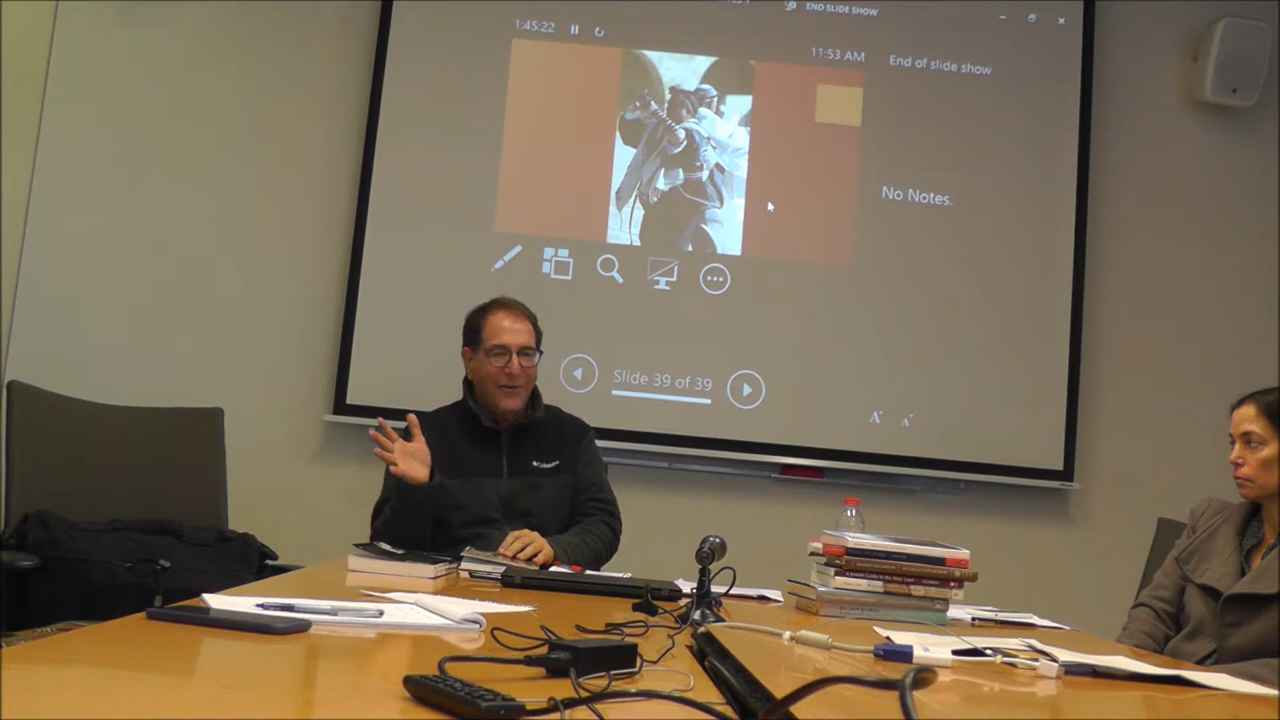 END SLIDE SHOW
1:45:22
11:53 AM
End of slide show
No Notes.
Slide 39 of 39
A A
Columbia